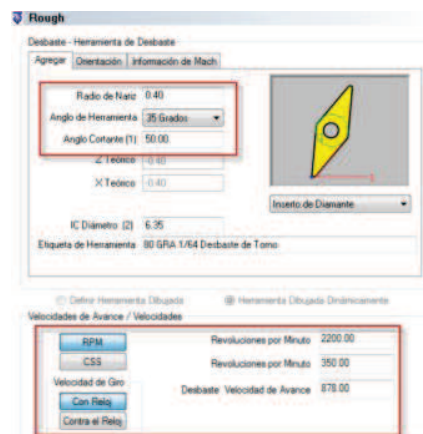 Rough
Desbaste - Herramienta de Desbaste
Agregar Orientación Información de Mach
Radio de Nariz 0.40
Anglo de Herramienta 35 Grados
Anglo Cortante (1) 50.00
Z Teórico -0.40
X Teórico -0.40
1
Inserto de Diamante
IC Diámetro (2) 6.35
Etiqueta de Herramienta 80 GRA 1/64 Desbaste de Torno
Definir Herramienta Dibujada Herramienta Dibujada Dinámicamente
Velocidades de Avance / Velocidades
RPM Revoluciones por Minuto 2200.00
CSS Revoluciones por Minuto 350.00
Velocidad de Giro
Desbaste Velocidad de Avance 878.00
Con Reloj
Contra el Reloj